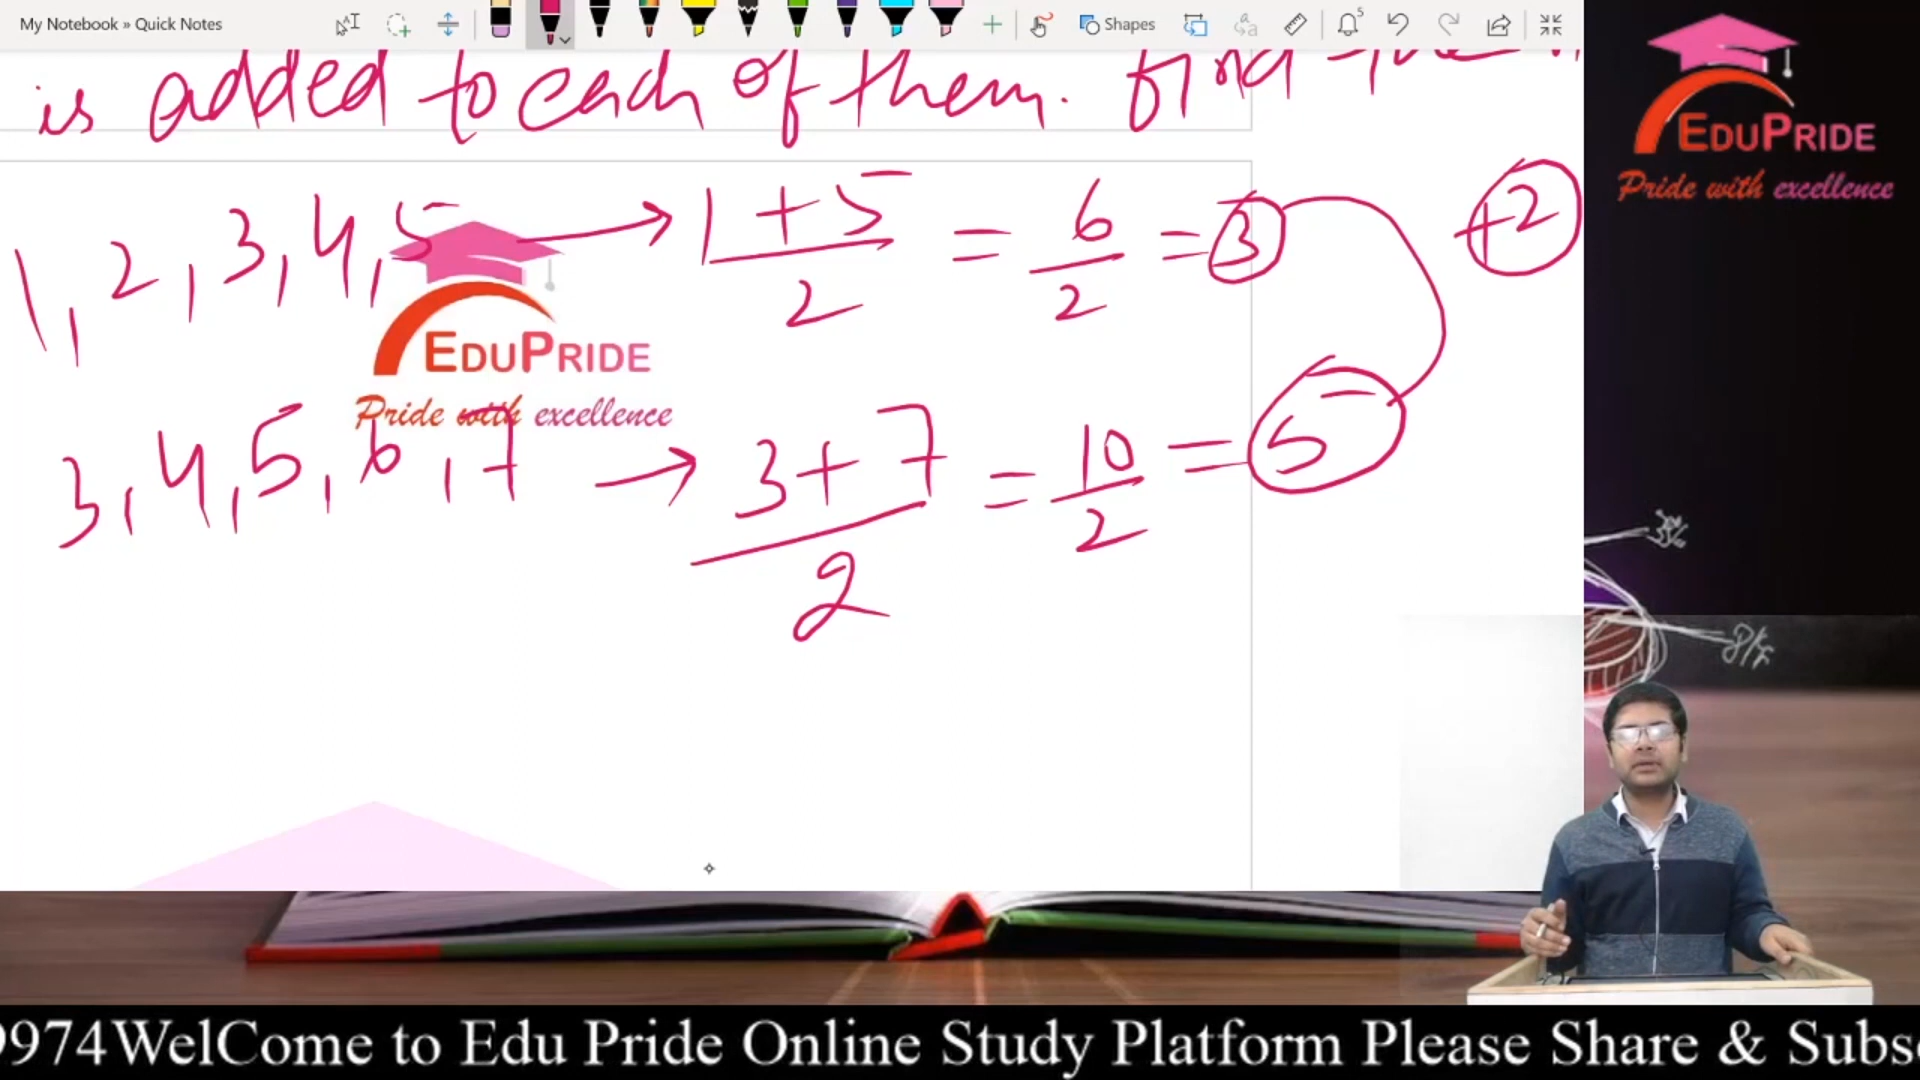 My Notebook » Quick Notes
Shapes
5
is added to each of them. Find the
1, 2, 3, 4, 5 → 1 + 5 / 2 = 6 / 2 = 3
+2
3, 4, 5, 6, 7 → 3 + 7 / 2 = 10 / 2 = 5
EDUPRIDE
Pride with excellence
EDUPRIDE
Pride with excellence
9974WelCome to Edu Pride Online Study Platform Please Share & Subs